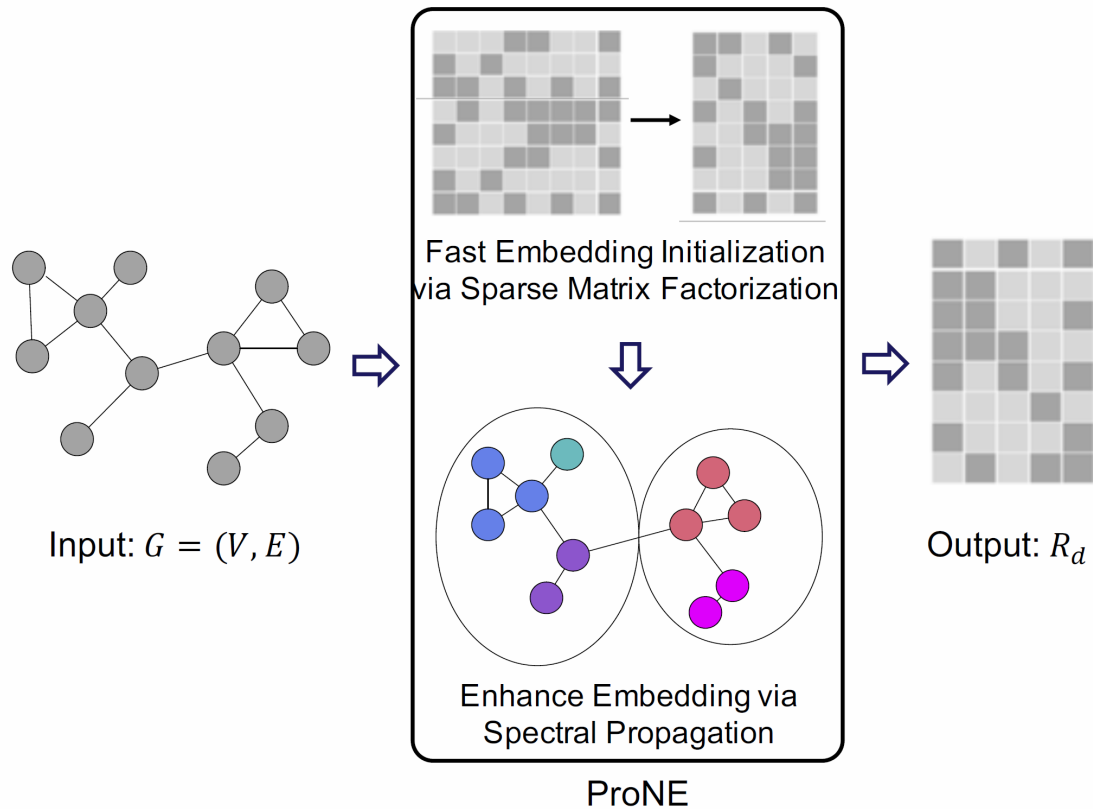 Fast Embedding Initialization
via Sparse Matrix Factorization
Input: G = (V, E)
Output: R_d
Enhance Embedding via
Spectral Propagation
ProNE